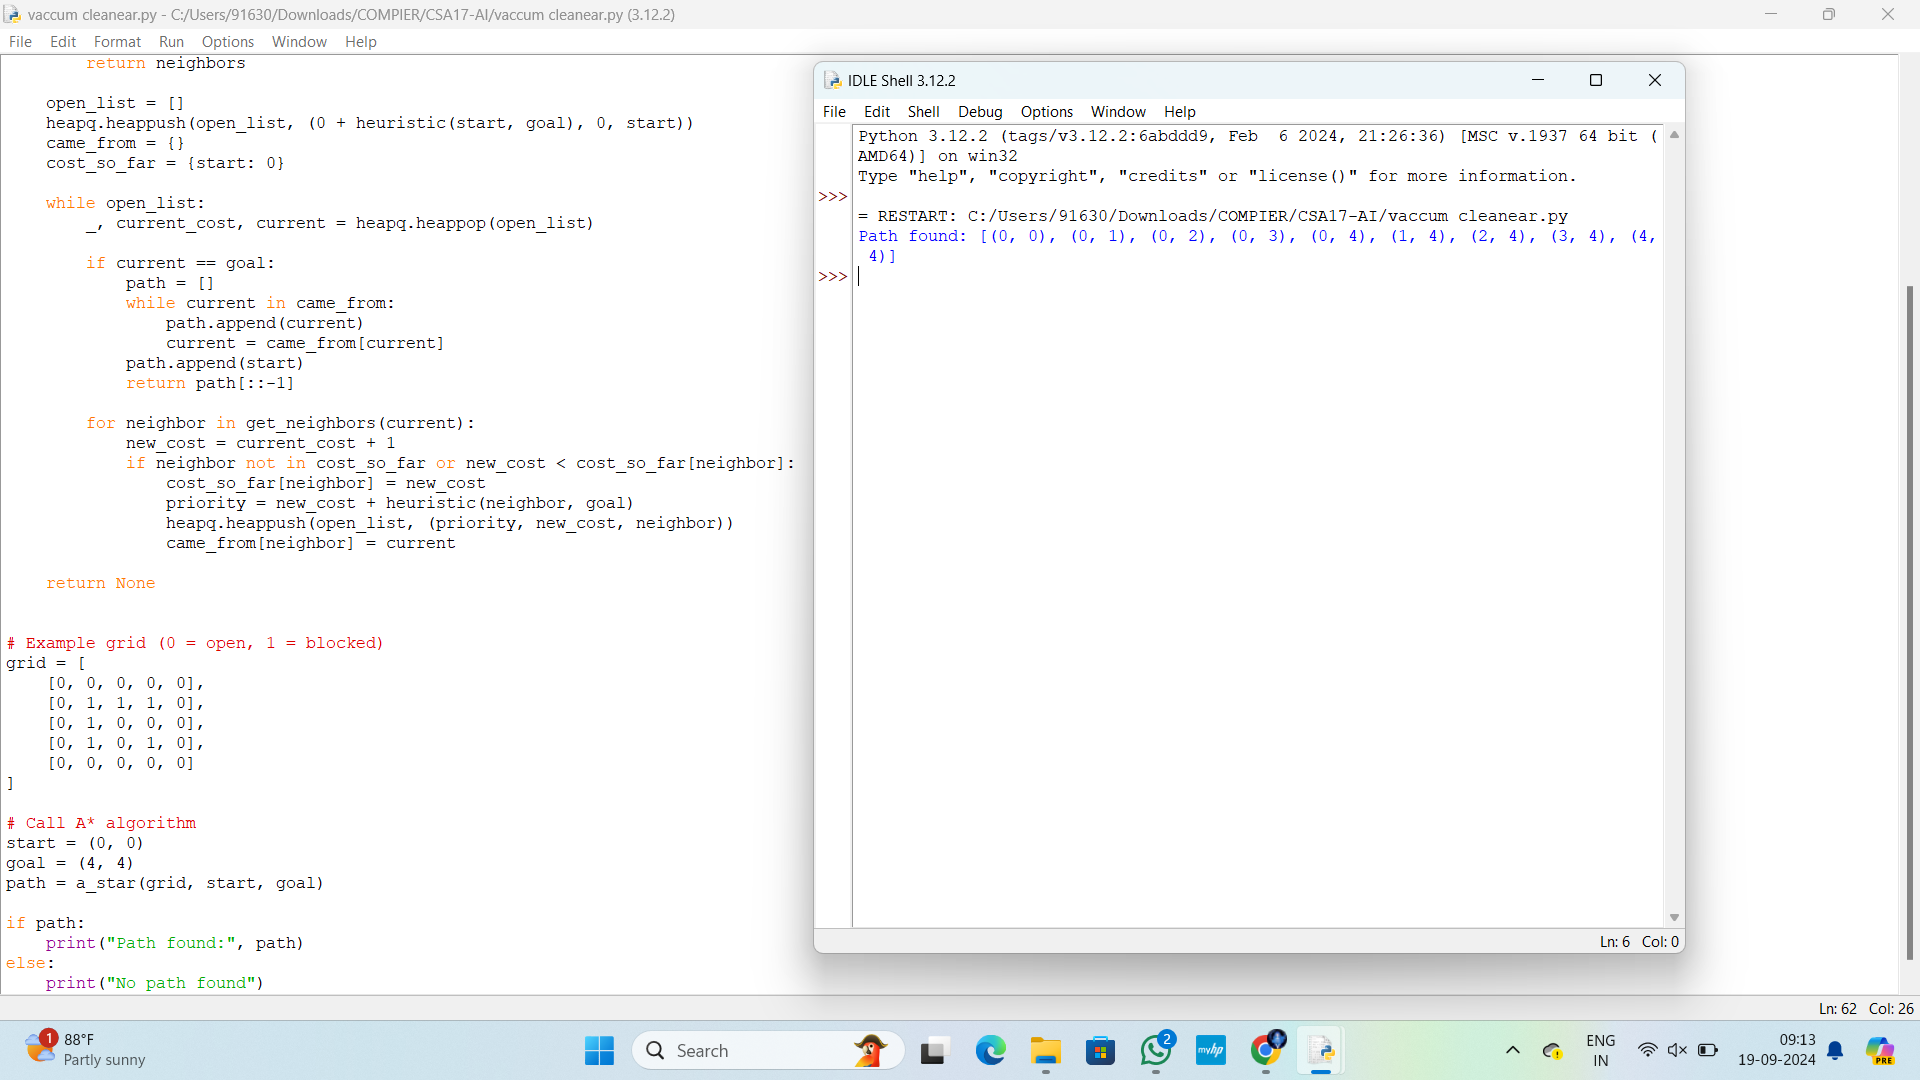 vaccum cleanear.py - C:/Users/91630/Downloads/COMPIER/CSA17-AI/vaccum cleanear.py (3.12.2)
File Edit Format Run Options Window Help
        return neighbors
    open_list = []
    heapq.heappush(open_list, (0 + heuristic(start, goal), 0, start))
    came_from = {}
    cost_so_far = {start: 0}
    while open_list:
        _, current_cost, current = heapq.heappop(open_list)
        if current == goal:
            path = []
            while current in came_from:
                path.append(current)
                current = came_from[current]
            path.append(start)
            return path[::-1]
        for neighbor in get_neighbors(current):
            new_cost = current_cost + 1
            if neighbor not in cost_so_far or new_cost < cost_so_far[neighbor]:
                cost_so_far[neighbor] = new_cost
                priority = new_cost + heuristic(neighbor, goal)
                heapq.heappush(open_list, (priority, new_cost, neighbor))
                came_from[neighbor] = current
    return None
# Example grid (0 = open, 1 = blocked)
grid = [
    [0, 0, 0, 0, 0],
    [0, 1, 1, 1, 0],
    [0, 1, 0, 0, 0],
    [0, 1, 0, 1, 0],
    [0, 0, 0, 0, 0]
]
# Call A* algorithm
start = (0, 0)
goal = (4, 4)
path = a_star(grid, start, goal)
if path:
    print("Path found:", path)
else:
    print("No path found")
IDLE Shell 3.12.2
File Edit Shell Debug Options Window Help
Python 3.12.2 (tags/v3.12.2:6abddd9, Feb  6 2024, 21:26:36) [MSC v.1937 64 bit (
AMD64)] on win32
Type "help", "copyright", "credits" or "license()" for more information.
>>>
= RESTART: C:/Users/91630/Downloads/COMPIER/CSA17-AI/vaccum cleanear.py
Path found: [(0, 0), (0, 1), (0, 2), (0, 3), (0, 4), (1, 4), (2, 4), (3, 4), (4,
 4)]
>>>
Ln: 6 Col: 0
Ln: 62 Col: 26
1
88°F
Partly sunny
Search
2
myhp
ENG
IN
09:13
19-09-2024
PRE